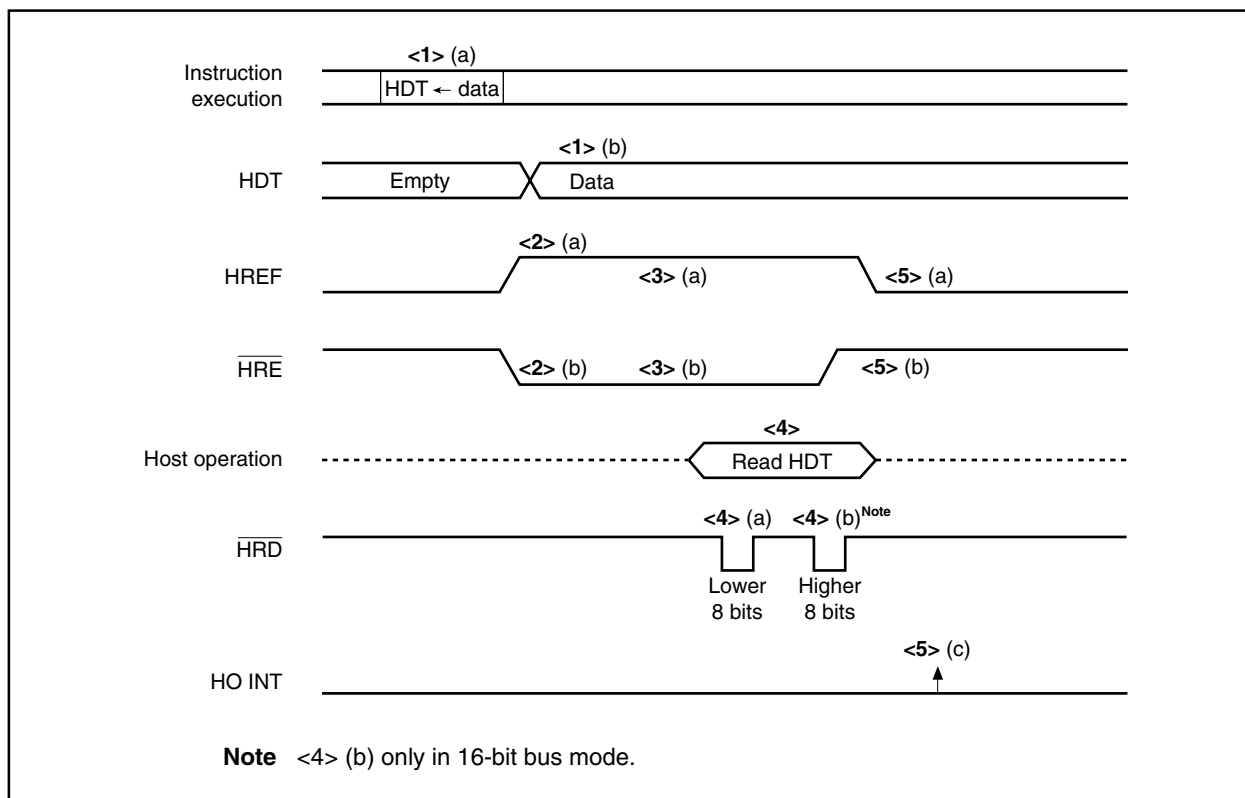 <1> (a)
Instruction
execution
HDT ← data
<1> (b)
HDT
Empty
Data
<2> (a)
HREF
<3> (a)
<5> (a)
HRE
<2> (b)
<3> (b)
<5> (b)
<4>
Host operation
Read HDT
<4> (a)
<4> (b)Note
HRD
Lower
8 bits
Higher
8 bits
<5> (c)
HO INT
Note <4> (b) only in 16-bit bus mode.